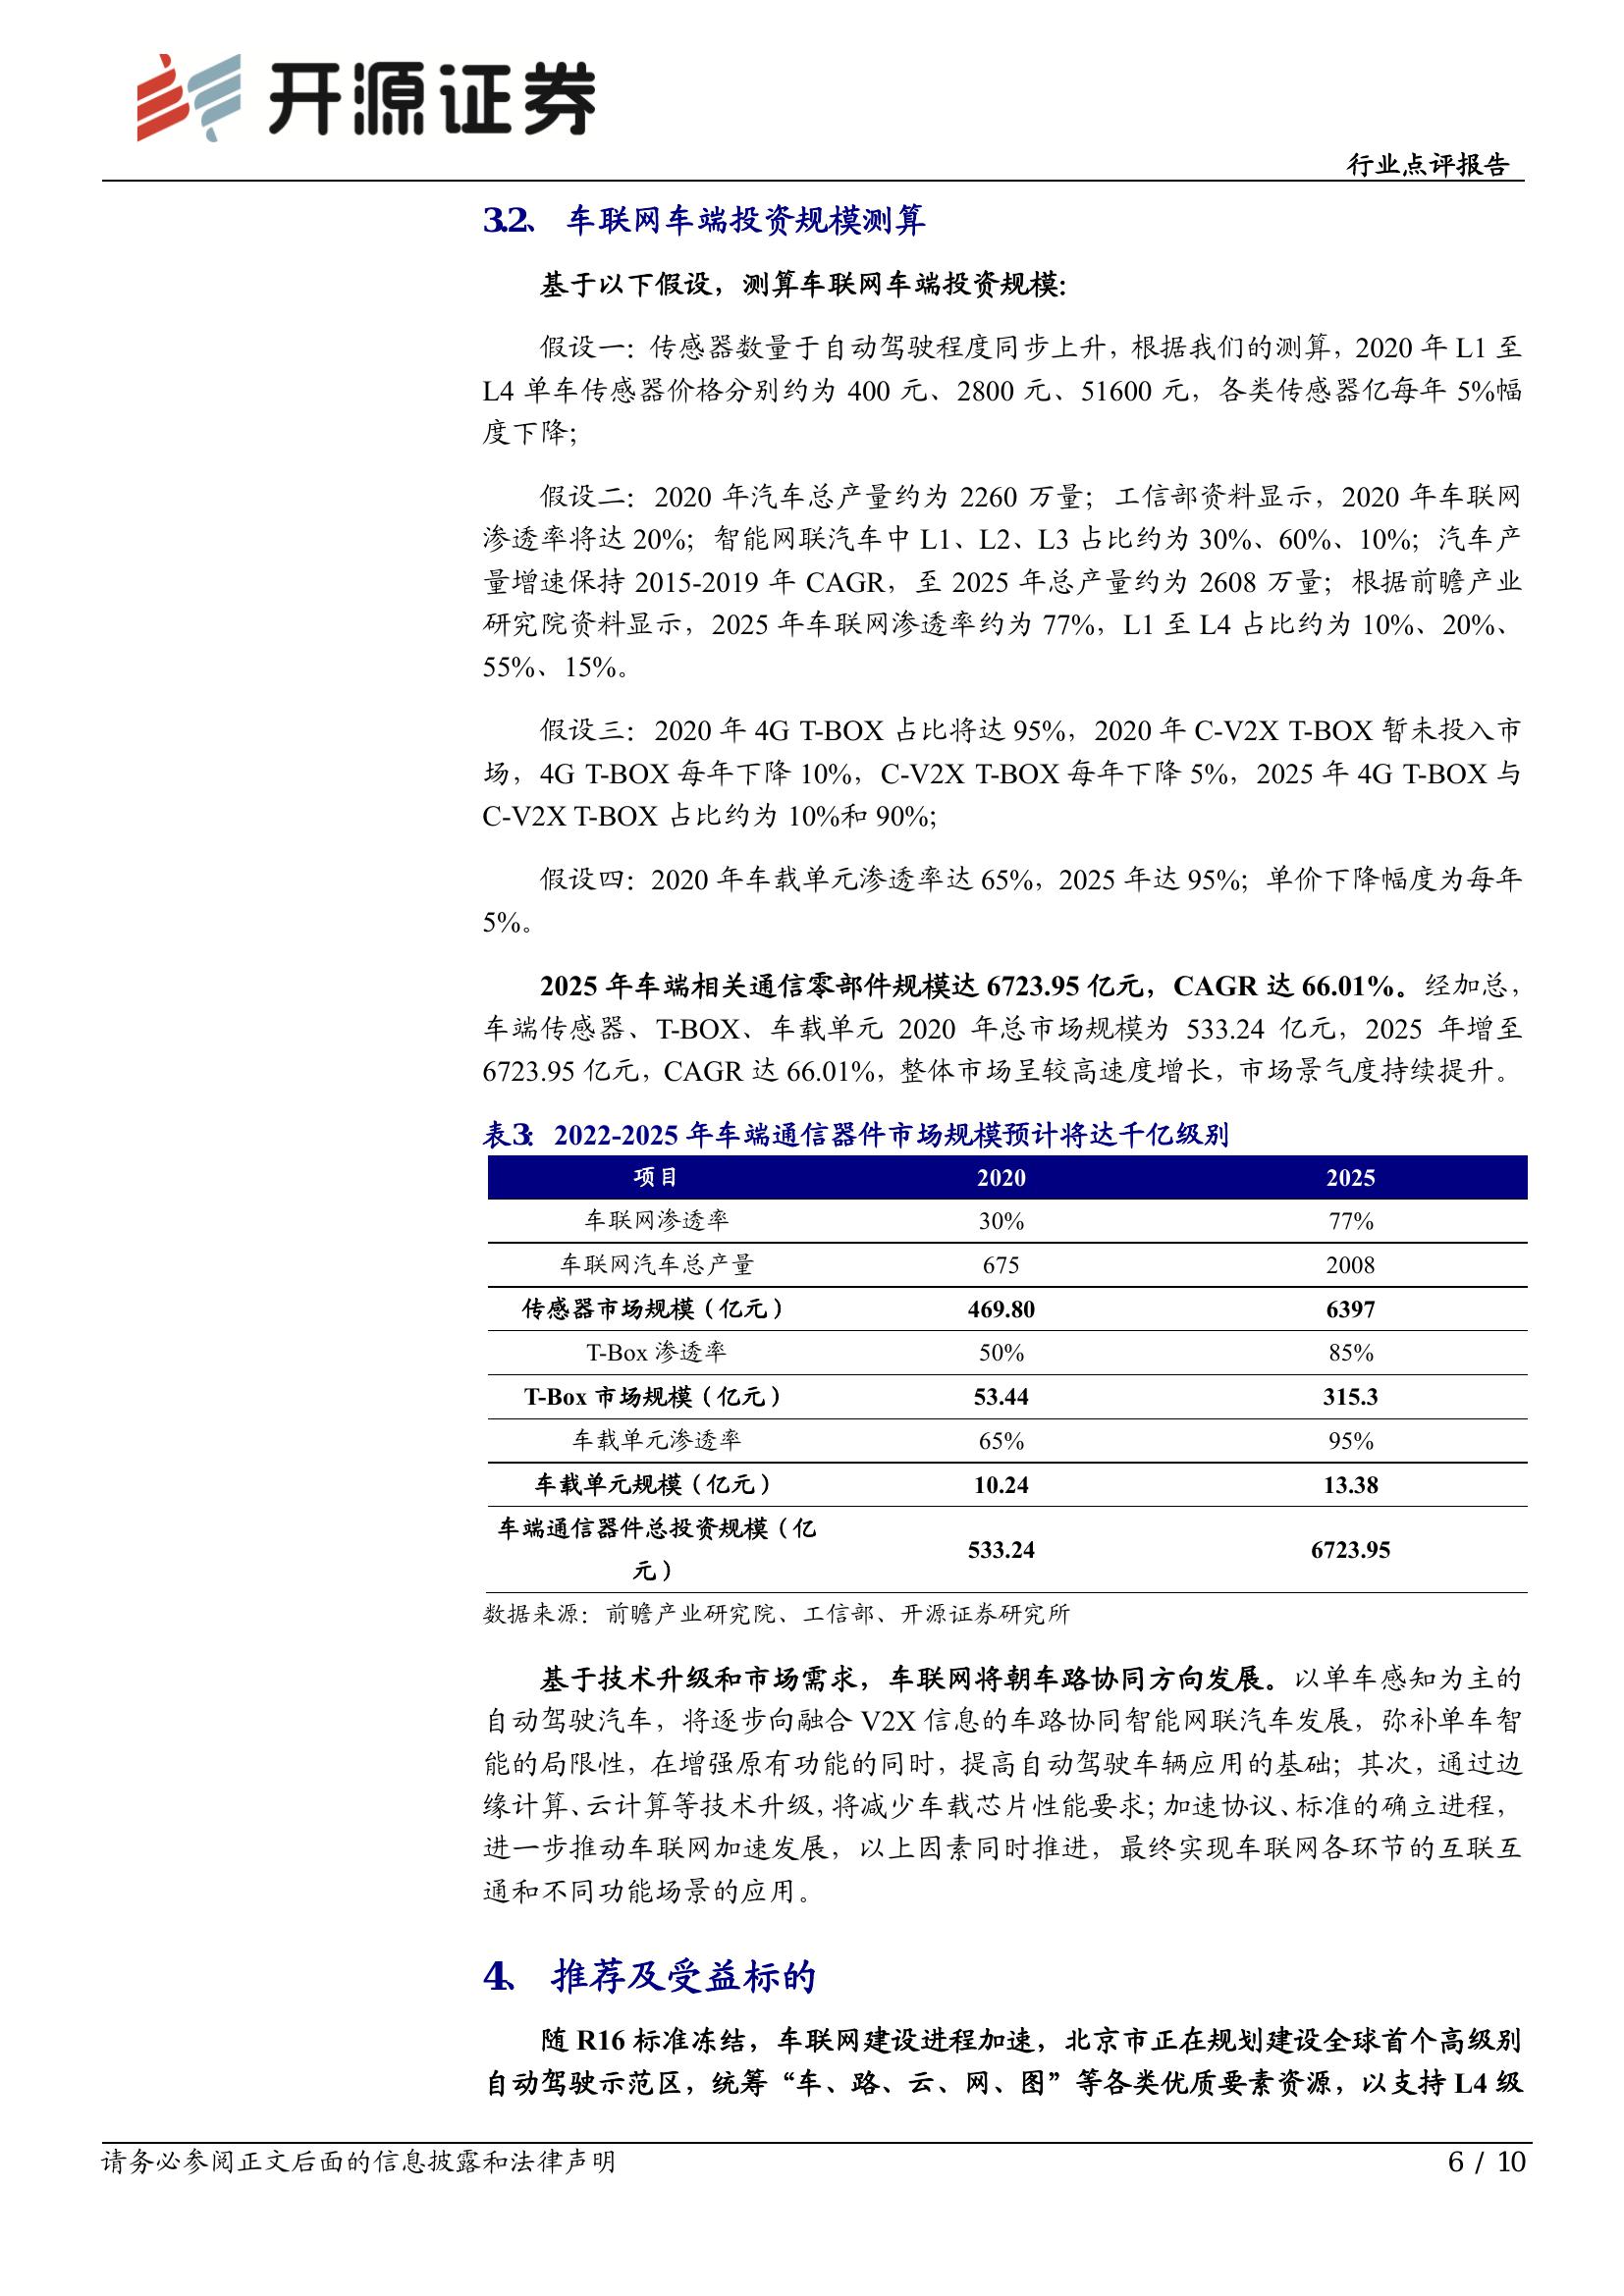 开源证券
行业点评报告
3.2、 车联网车端投资规模测算
基于以下假设，测算车联网车端投资规模：
假设一：传感器数量于自动驾驶程度同步上升，根据我们的测算，2020 年 L1 至
L4 单车传感器价格分别约为 400 元、2800 元、51600 元，各类传感器亿每年 5%幅
度下降；
假设二：2020 年汽车总产量约为 2260 万量；工信部资料显示，2020 年车联网
渗透率将达 20%；智能网联汽车中 L1、L2、L3 占比约为 30%、60%、10%；汽车产
量增速保持 2015-2019 年 CAGR，至 2025 年总产量约为 2608 万量；根据前瞻产业
研究院资料显示，2025 年车联网渗透率约为 77%，L1 至 L4 占比约为 10%、20%、
55%、15%。
假设三：2020 年 4G T-BOX 占比将达 95%，2020 年 C-V2X T-BOX 暂未投入市
场，4G T-BOX 每年下降 10%，C-V2X T-BOX 每年下降 5%，2025 年 4G T-BOX 与
C-V2X T-BOX 占比约为 10%和 90%；
假设四：2020 年车载单元渗透率达 65%，2025 年达 95%；单价下降幅度为每年
5%。
2025 年车端相关通信零部件规模达 6723.95 亿元，CAGR 达 66.01%。经加总，
车端传感器、T-BOX、车载单元 2020 年总市场规模为 533.24 亿元，2025 年增至
6723.95 亿元，CAGR 达 66.01%，整体市场呈较高速度增长，市场景气度持续提升。
表3： 2022-2025 年车端通信器件市场规模预计将达千亿级别
项目 2020 2025
车联网渗透率 30% 77%
车联网汽车总产量 675 2008
传感器市场规模（亿元） 469.80 6397
T-Box 渗透率 50% 85%
T-Box 市场规模（亿元） 53.44 315.3
车载单元渗透率 65% 95%
车载单元规模（亿元） 10.24 13.38
车端通信器件总投资规模（亿
元） 533.24 6723.95
数据来源：前瞻产业研究院、工信部、开源证券研究所
基于技术升级和市场需求，车联网将朝车路协同方向发展。以单车感知为主的
自动驾驶汽车，将逐步向融合 V2X 信息的车路协同智能网联汽车发展，弥补单车智
能的局限性，在增强原有功能的同时，提高自动驾驶车辆应用的基础；其次，通过边
缘计算、云计算等技术升级，将减少车载芯片性能要求；加速协议、标准的确立进程，
进一步推动车联网加速发展，以上因素同时推进，最终实现车联网各环节的互联互
通和不同功能场景的应用。
4、 推荐及受益标的
随 R16 标准冻结，车联网建设进程加速，北京市正在规划建设全球首个高级别
自动驾驶示范区，统筹“车、路、云、网、图”等各类优质要素资源，以支持 L4 级
请务必参阅正文后面的信息披露和法律声明
6 / 10